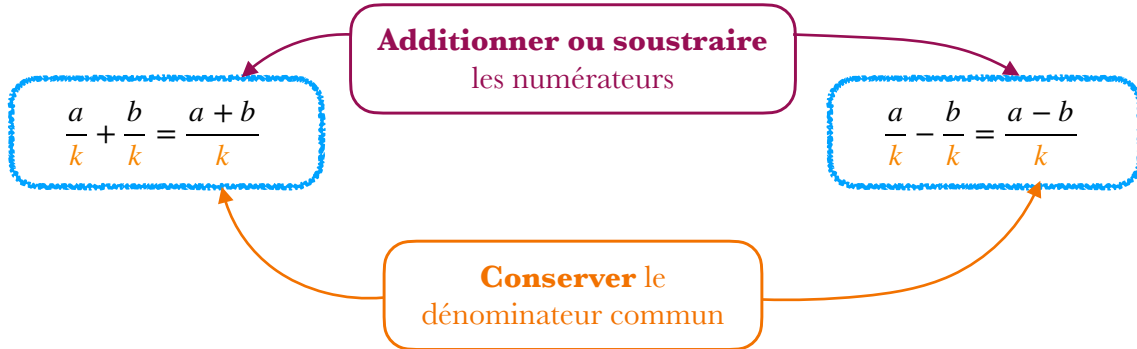 Additionner ou soustraire
les numérateurs
a/k + b/k = (a + b)/k
a/k − b/k = (a − b)/k
Conserver le
dénominateur commun